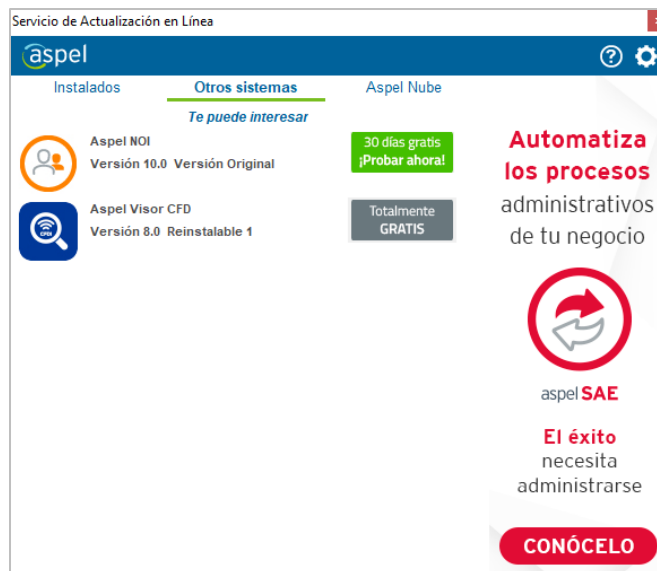 Servicio de Actualización en Línea
aspel
Instalados
Otros sistemas
Aspel Nube
Te puede interesar
Aspel NOI
Versión 10.0 Versión Original
30 días gratis
¡Probar ahora!
Aspel Visor CFD
Versión 8.0 Reinstalable 1
CFDI
Totalmente
GRATIS
Automatiza
los procesos
administrativos
de tu negocio
aspel SAE
El éxito
necesita
administrarse
CONÓCELO